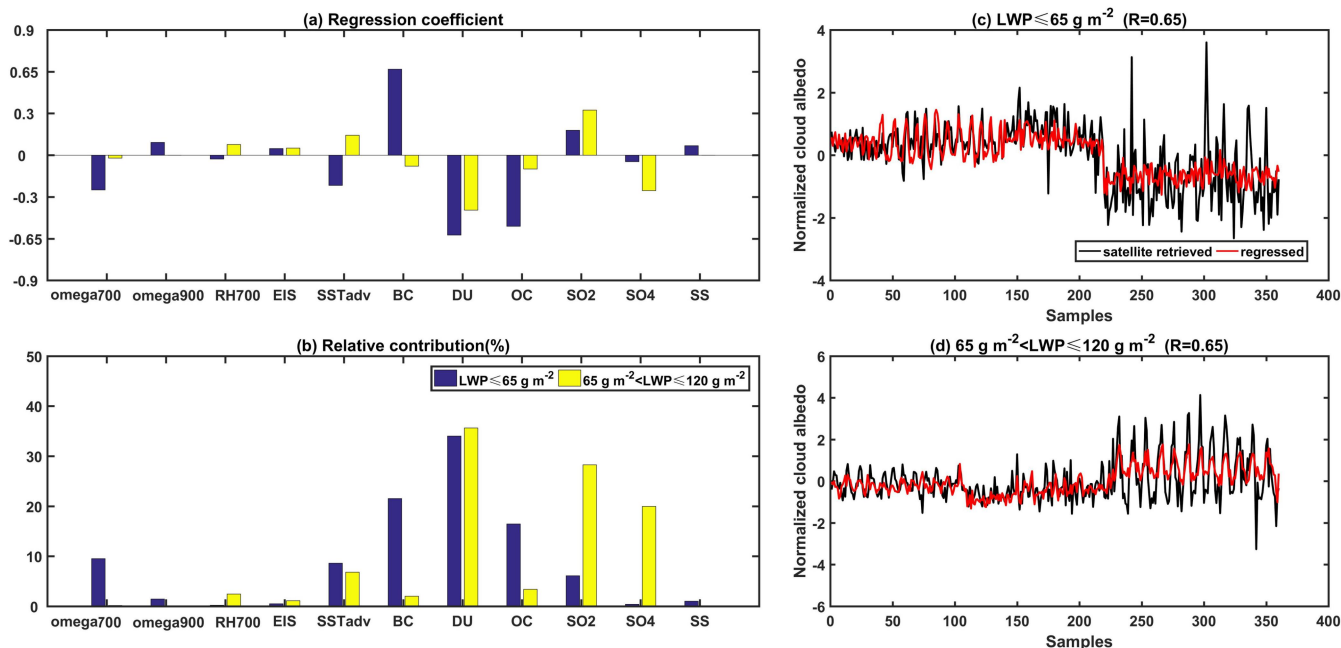 (a) Regression coefficient
0.9
0.65
0.3
0
-0.3
-0.65
-0.9
omega700 omega900 RH700 EIS SSTadv BC DU OC SO2 SO4 SS
(b) Relative contribution(%)
50
40
30
20
10
0
LWP≤65 g m⁻² 65 g m⁻²<LWP≤120 g m⁻²
omega700 omega900 RH700 EIS SSTadv BC DU OC SO2 SO4 SS
(c) LWP≤65 g m⁻² (R=0.65)
Normalized cloud albedo
4
2
0
-2
-4
satellite retrieved regressed
0 50 100 150 200 250 300 350 400
Samples
(d) 65 g m⁻²<LWP≤120 g m⁻² (R=0.65)
Normalized cloud albedo
6
4
2
0
-2
-4
-6
0 50 100 150 200 250 300 350 400
Samples